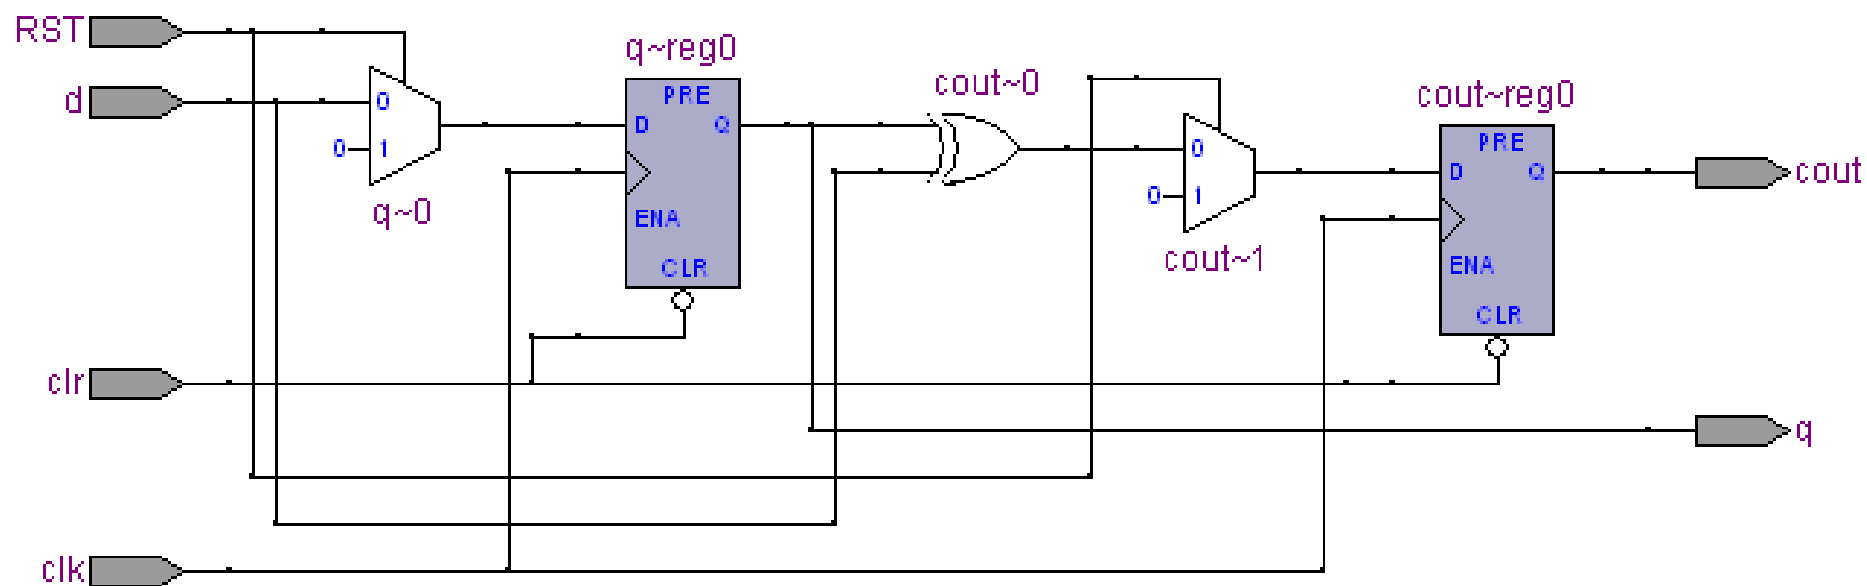 RST
d
0
1
0
q~0
q~reg0
PRE
D
Q
ENA
CLR
cout~0
0
0
1
cout~1
cout~reg0
PRE
D
Q
ENA
CLR
cout
clr
q
clk